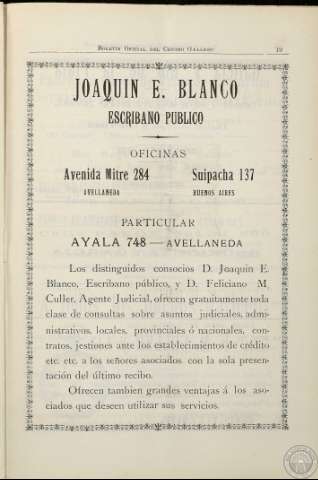 Boletin Oficial del Centro Gallego 19
JOAQUIN E. BLANCO
ESCRIBANO PUBLICO
OFICINAS
Avenida Mitre 284 Suipacha 137
AVELLANEDA BUENOS AIRES
PARTICULAR
AYALA 748 — AVELLANEDA
Los distinguidos consocios D. Joaquin E.
Blanco, Escribano público, y D. Feliciano M.
Culler, Agente Judicial, ofrecen gratuitamente toda
clase de consultas sobre asuntos judiciales, admi-
nistrativos, locales, provinciales ó nacionales, con-
tratos, jestiones ante los establecimientos de crédito
etc. etc. a los señores asociados con la sola presen-
tación del último recibo.
Ofrecen tambien grandes ventajas á los aso-
ciados que deseen utilizar sus servicios.